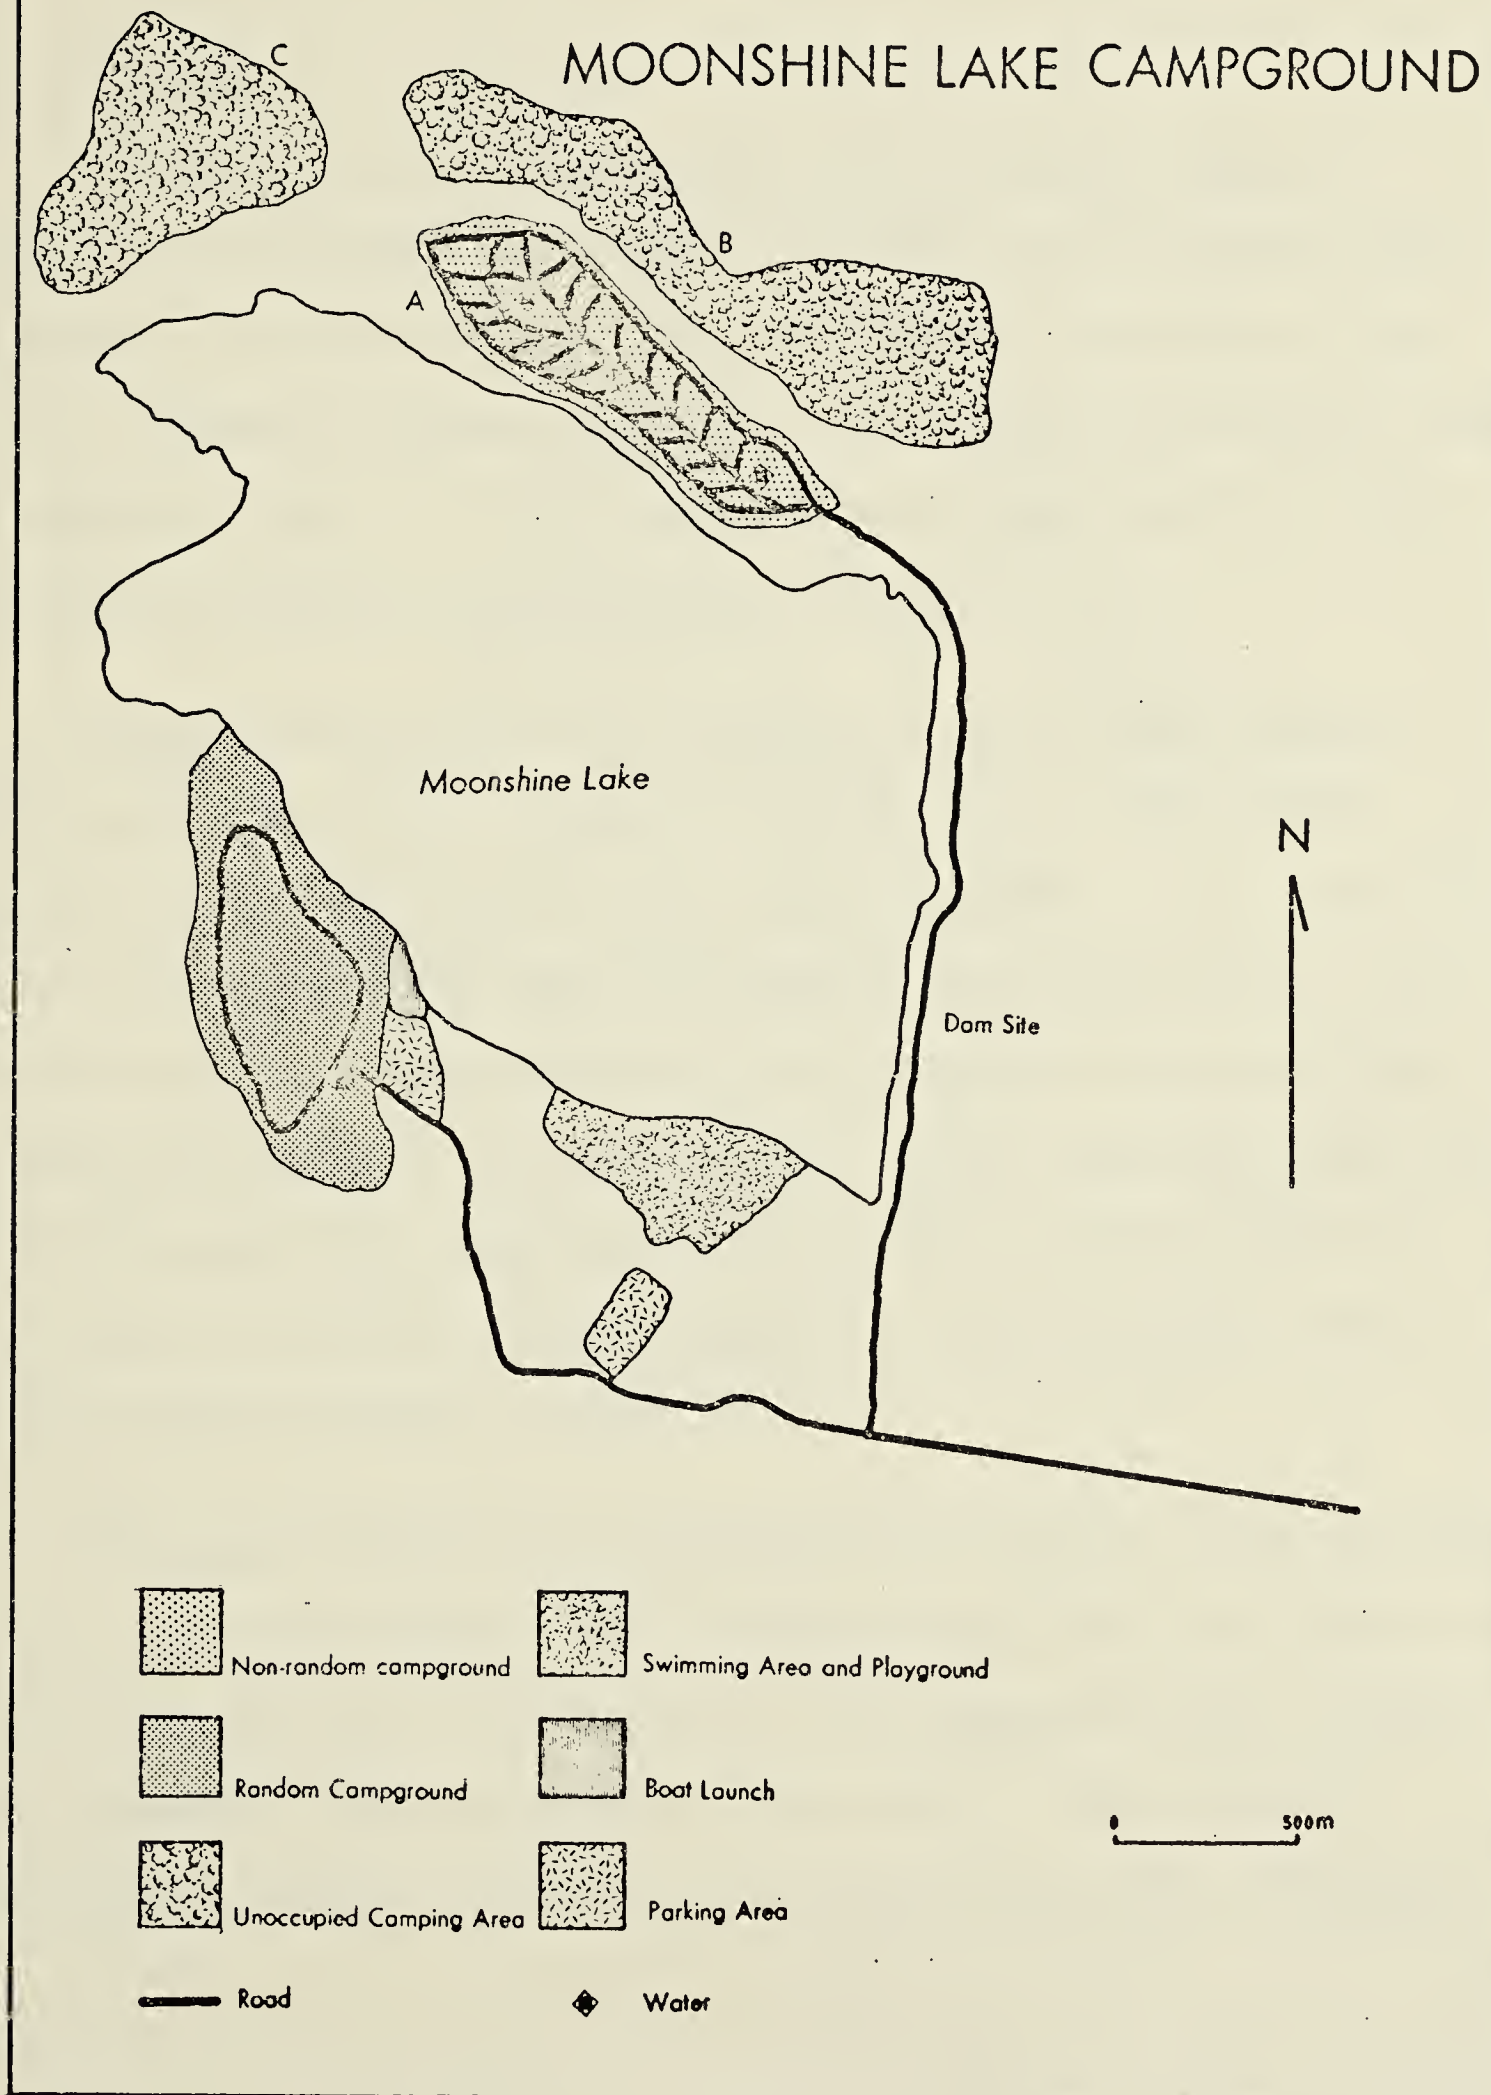 MOONSHINE LAKE CAMPGROUND
C
B
A
Moonshine Lake
N
Dam Site
Non-random campground
Swimming Area and Playground
Random Campground
Boat Launch
0 500m
Unoccupied Camping Area
Parking Area
Road
Water